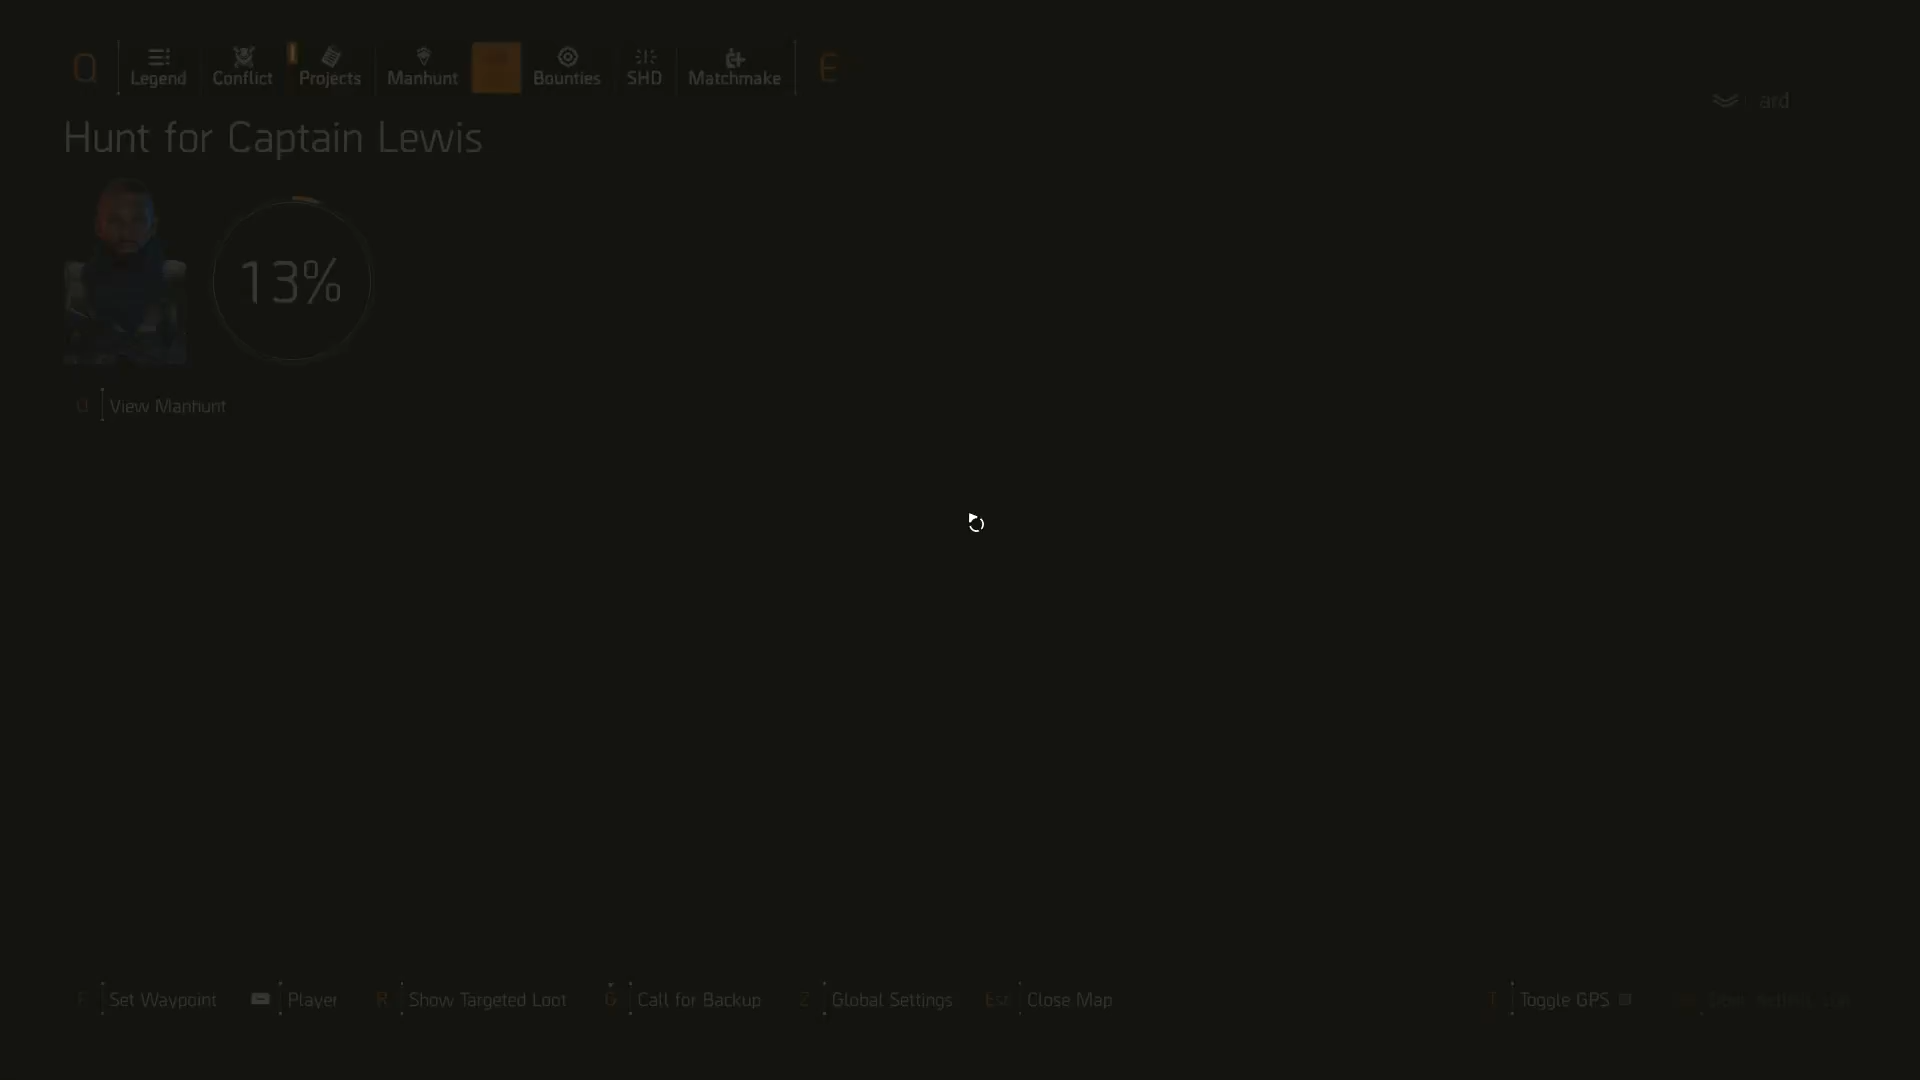 Q Legend Conflict Projects Manhunt Bounties SHD Matchmake E
ard
Hunt for Captain Lewis
13%
View Manhunt
Set Waypoint Player R Show Targeted Loot G Call for Backup Z Global Settings Esc Close Map T Toggle GPS